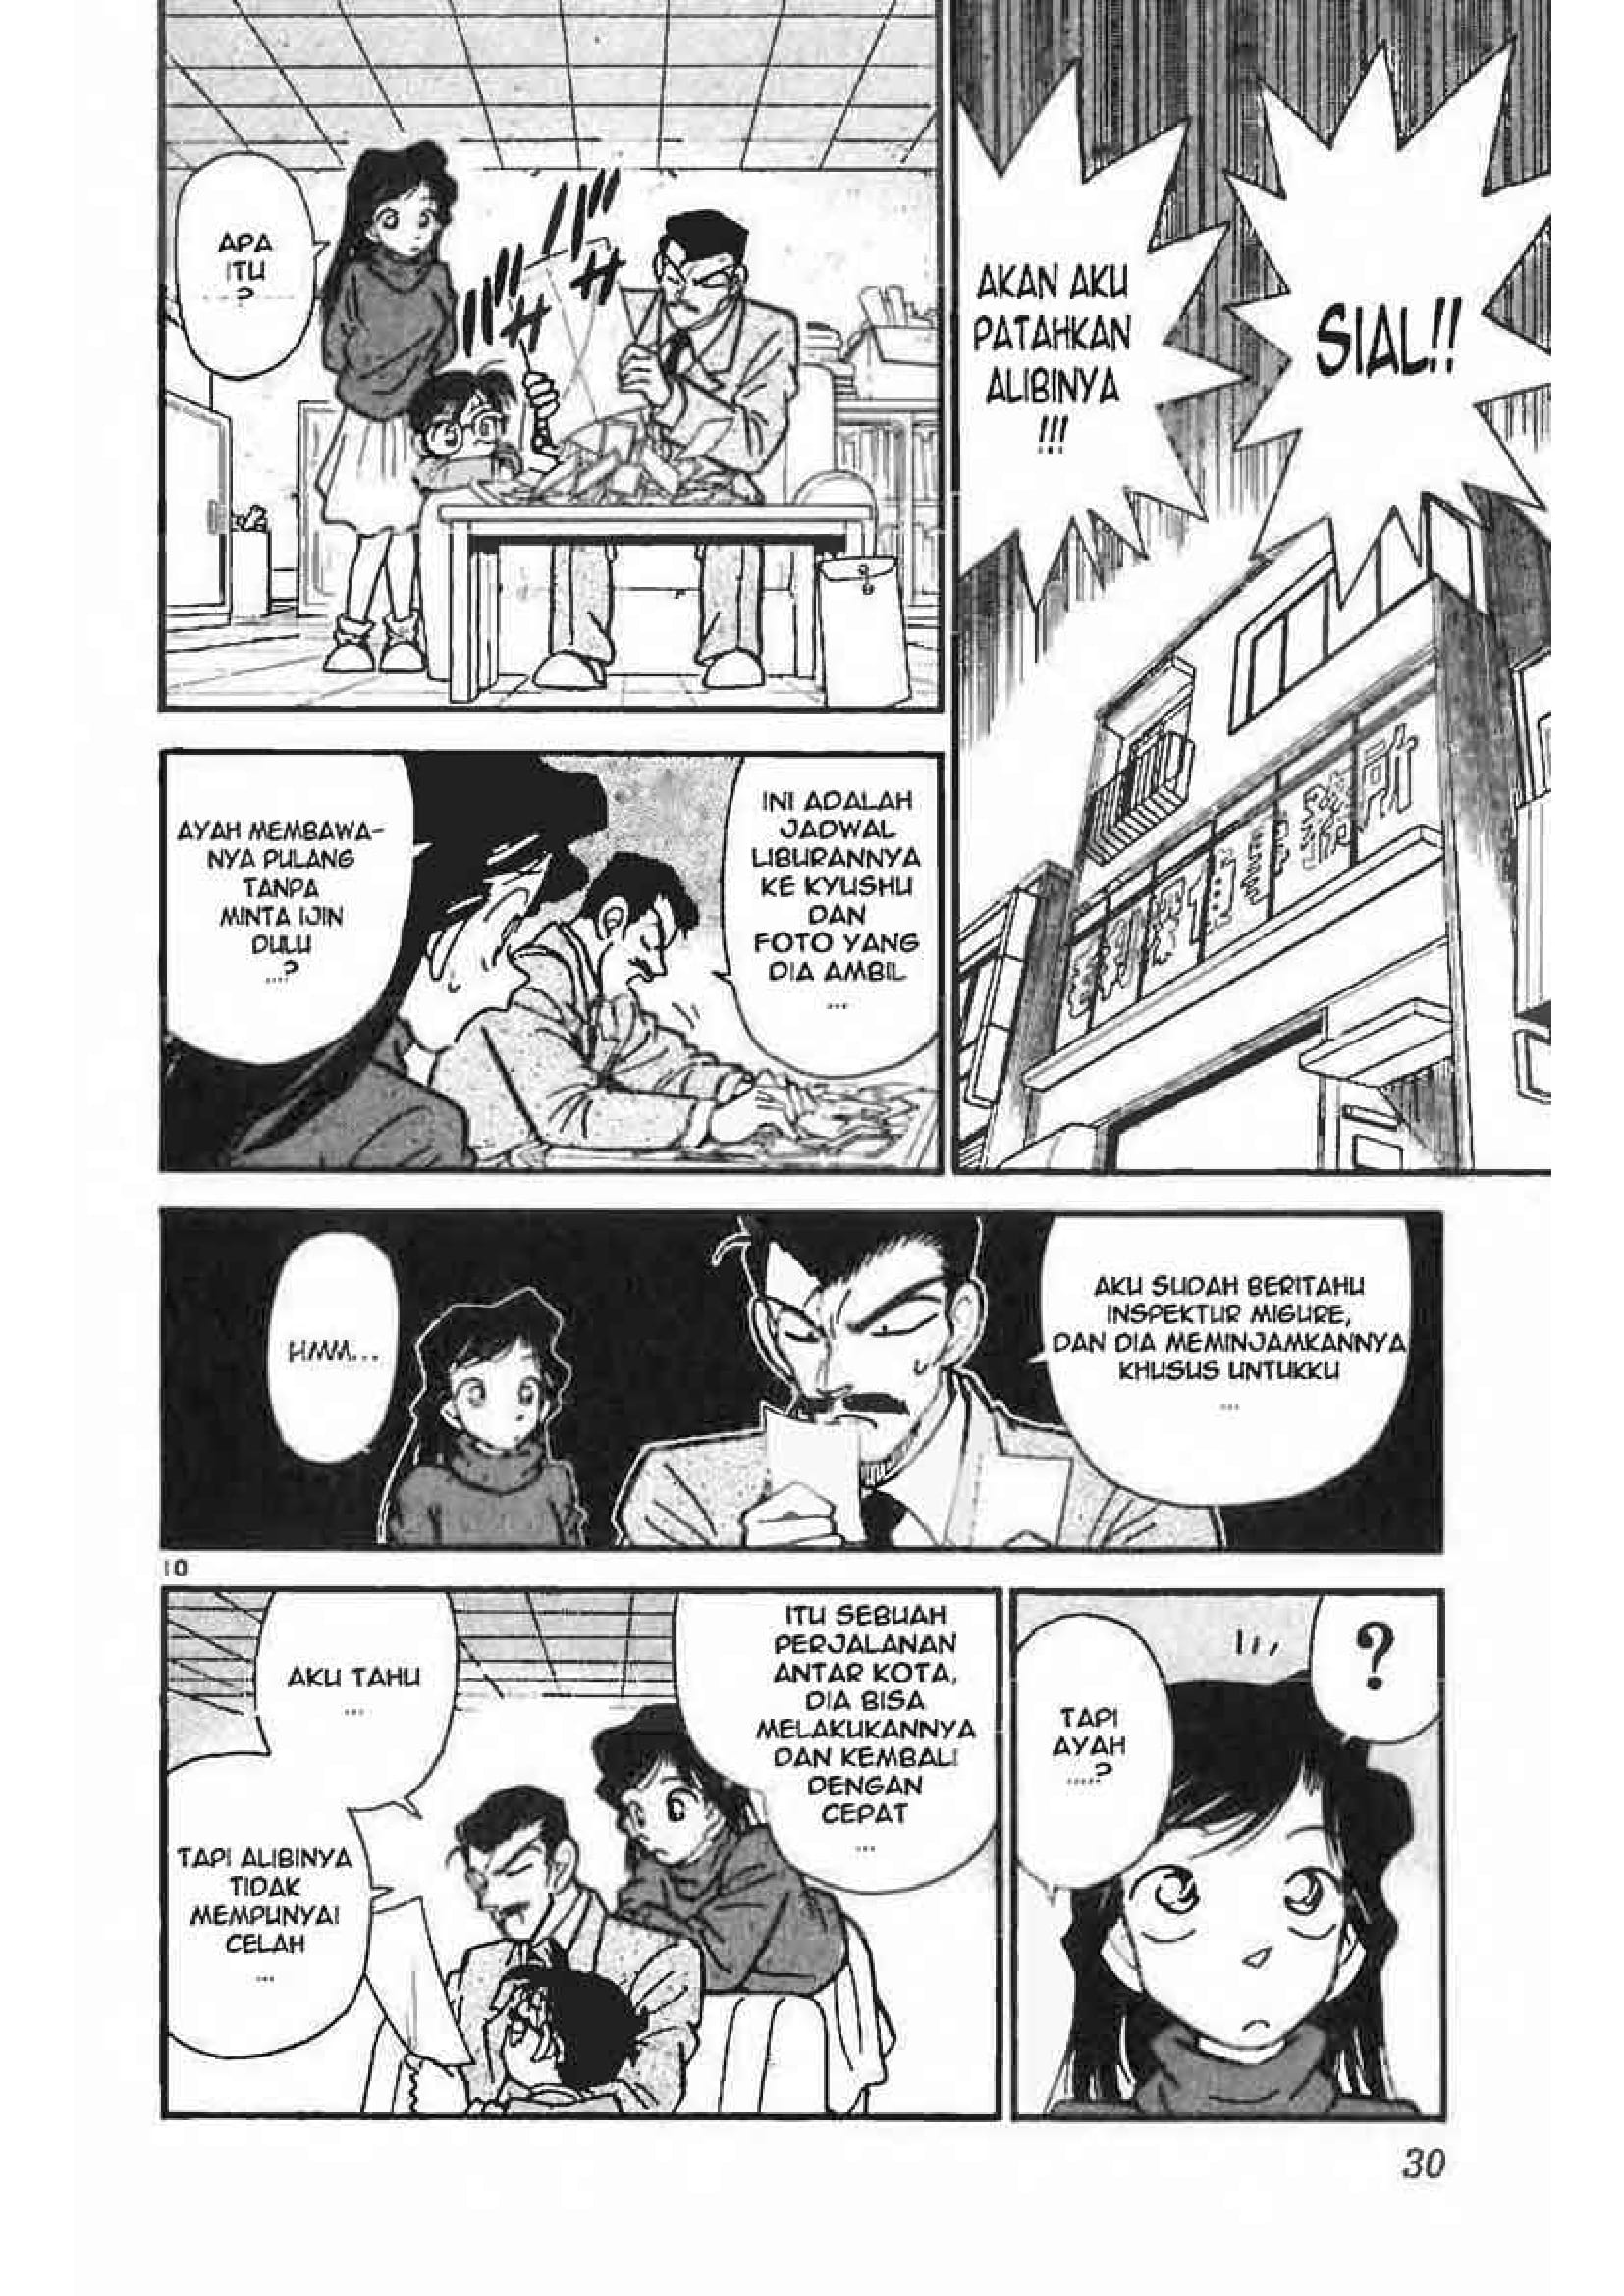 SIAL!!
AKAN AKU
PATAHKAN
ALIBINYA
!!!
APA
ITU
?
INI ADALAH
JADWAL
LIBURANNYA
KE KYUSHU
DAN
FOTO YANG
DIA AMBIL
...
AYAH MEMBAWA-
NYA PULANG
TANPA
MINTA IJIN
DULU
...?
AKU SUDAH BERITAHU
INSPEKTUR MIGURE,
DAN DIA MEMINJAMKANNYA
KHUSUS UNTUKKU
...
HMM...
10
?
TAPI
AYAH
.....?
ITU SEBUAH
PERJALANAN
ANTAR KOTA,
DIA BISA
MELAKUKANNYA
DAN KEMBALI
DENGAN
CEPAT
...
AKU TAHU
...
TAPI ALIBINYA
TIDAK
MEMPUNYAI
CELAH
...
30